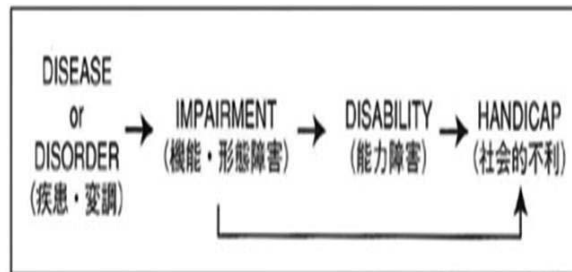 DISEASE
or
DISORDER
(疾患・変調)
IMPAIRMENT
(機能・形態障害)
DISABILITY
(能力障害)
HANDICAP
(社会的不利)